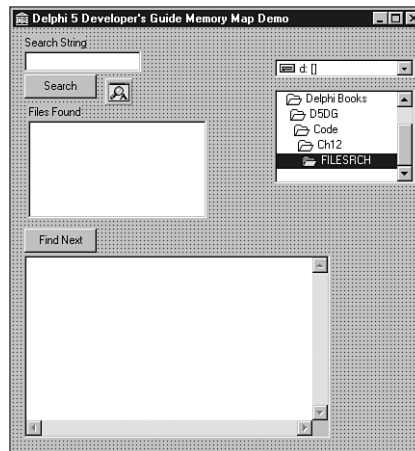 Delphi 5 Developer's Guide Memory Map Demo
Search String
Search
Files Found
Find Next
d: []
Delphi Books
D5DG
Code
Ch12
FILESRCH